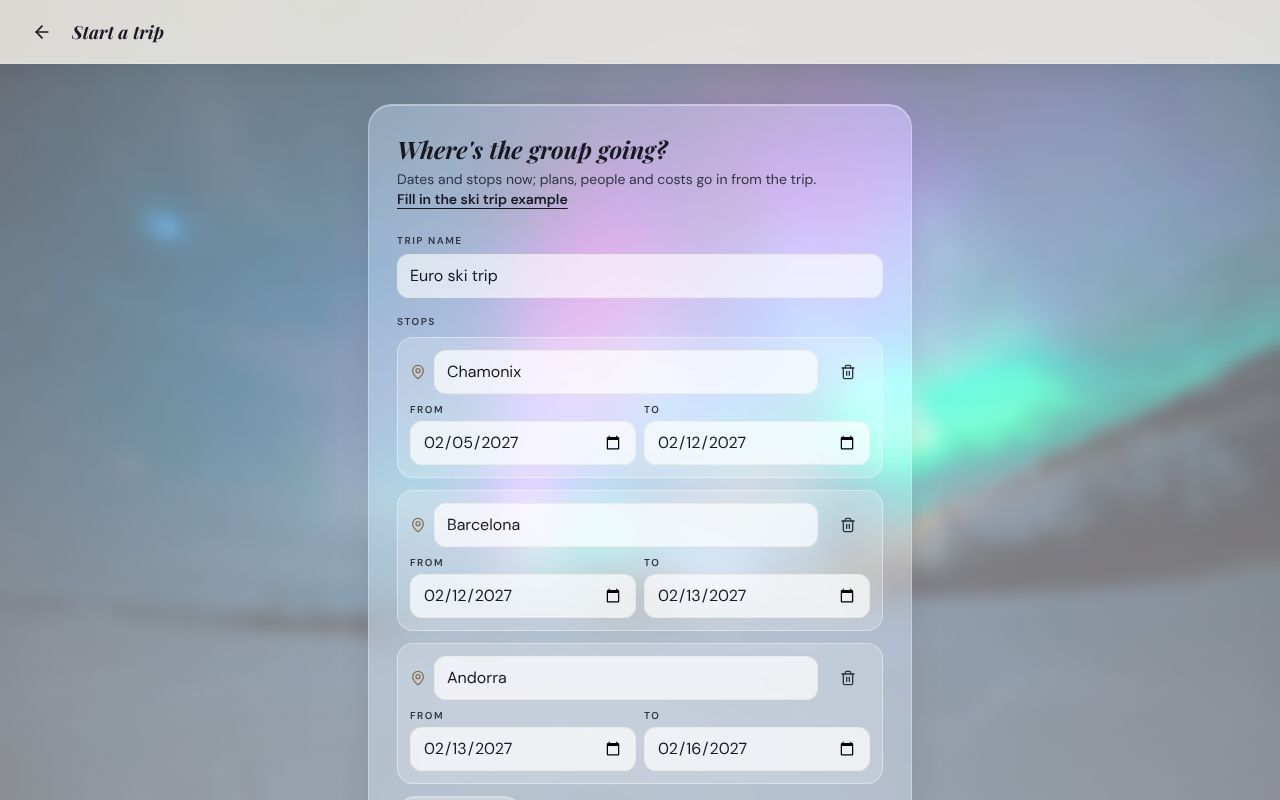 Start a trip
Where's the group going?
Dates and stops now; plans, people and costs go in from the trip.
Fill in the ski trip example
TRIP NAME
Euro ski trip
STOPS
Chamonix
FROM TO
02/05/2027 02/12/2027
Barcelona
FROM TO
02/12/2027 02/13/2027
Andorra
FROM TO
02/13/2027 02/16/2027